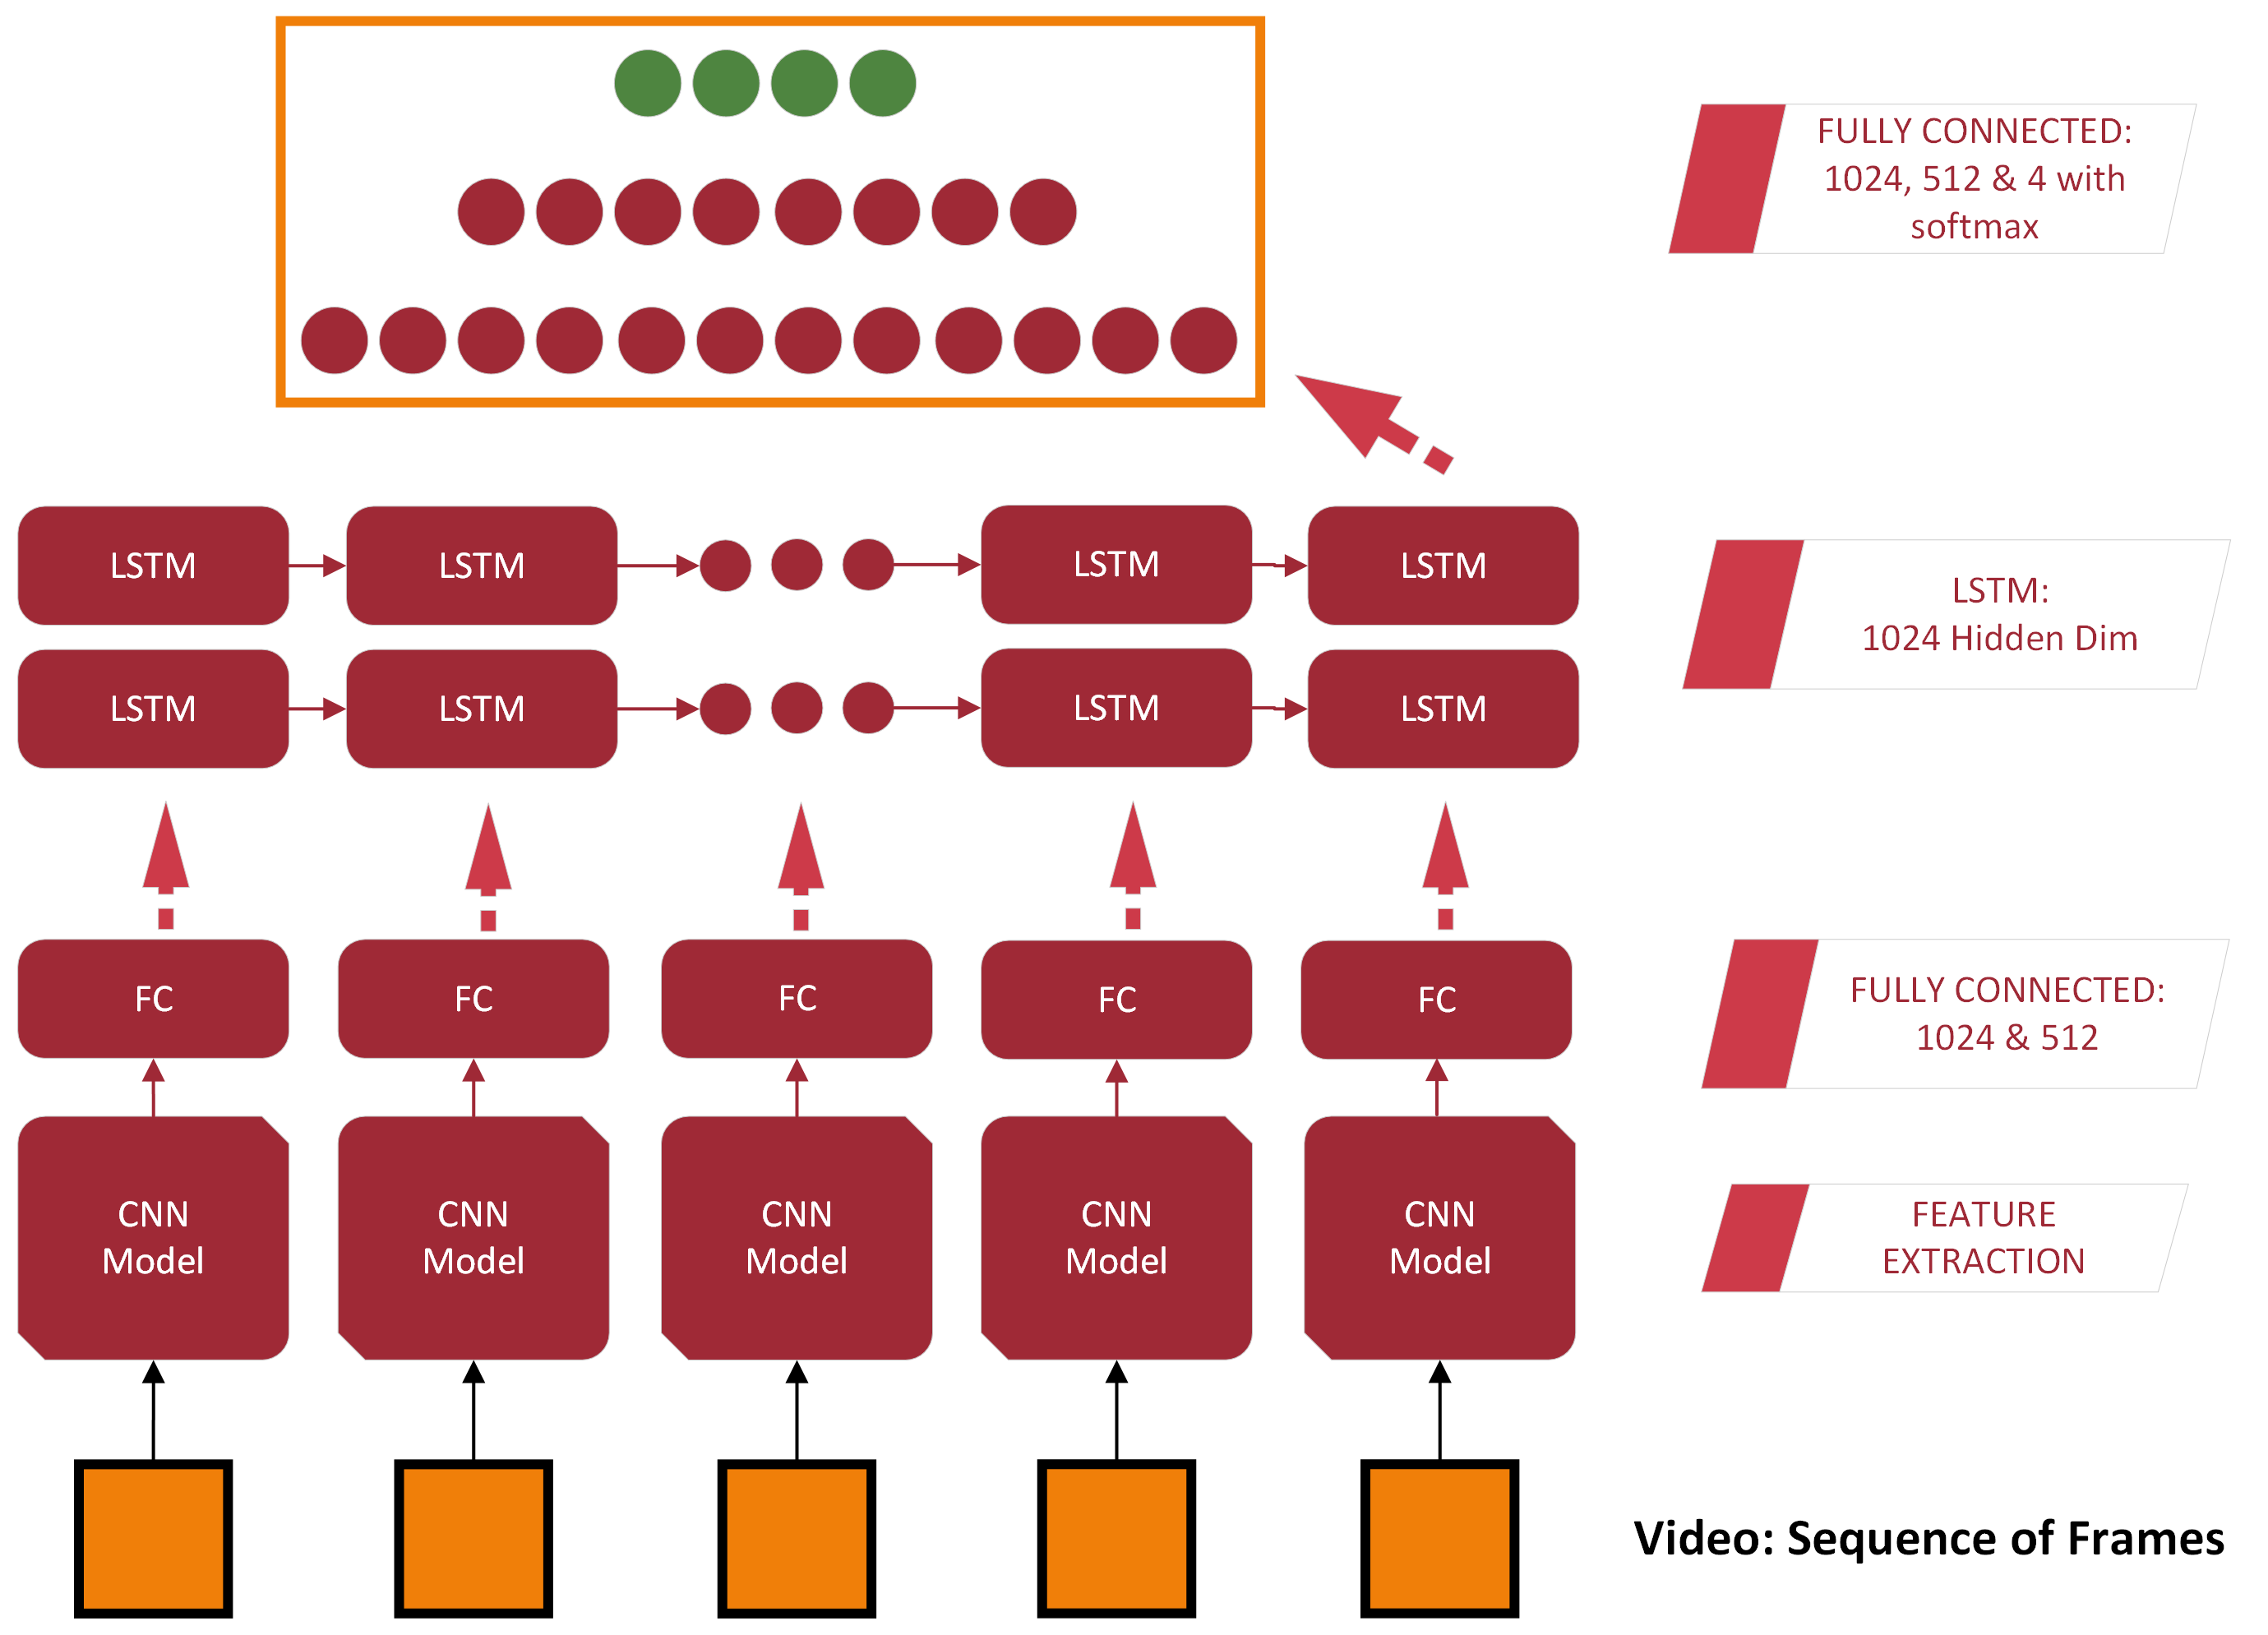 FULLY CONNECTED:
1024, 512 & 4 with
softmax
LSTM
LSTM
LSTM
LSTM
LSTM:
1024 Hidden Dim
LSTM
LSTM
LSTM
LSTM
FC
FC
FC
FC
FC
FULLY CONNECTED:
1024 & 512
CNN
Model
CNN
Model
CNN
Model
CNN
Model
CNN
Model
FEATURE
EXTRACTION
Video: Sequence of Frames